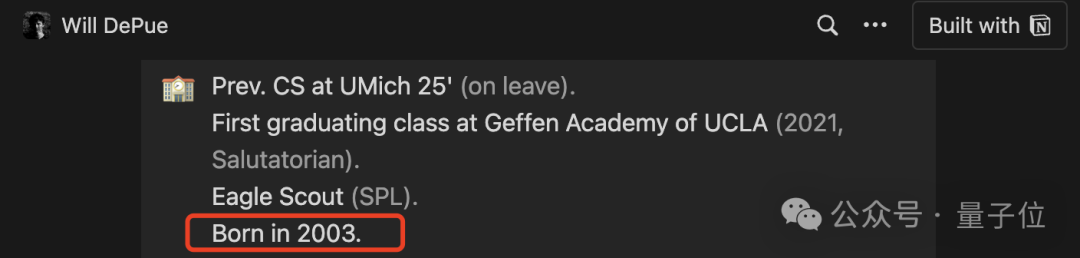 Will DePue
Built with
Prev. CS at UMich 25' (on leave).
First graduating class at Geffen Academy of UCLA (2021,
Salutatorian).
Eagle Scout (SPL).
Born in 2003.
公众号 · 量子位